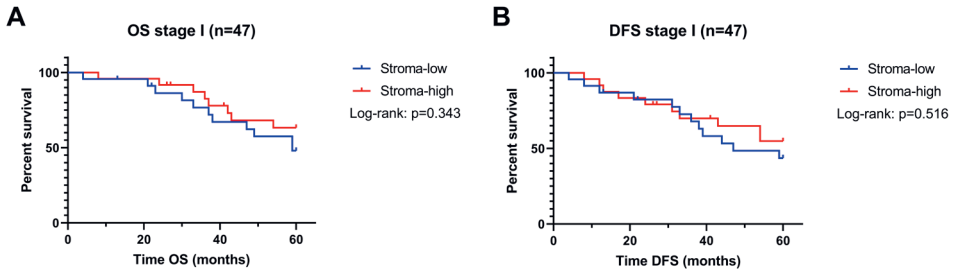 A
OS stage I (n=47)
Percent survival
100
50
0
0 20 40 60
Time OS (months)
Stroma-low
Stroma-high
Log-rank: p=0.343
B
DFS stage I (n=47)
Percent survival
100
50
0
0 20 40 60
Time DFS (months)
Stroma-low
Stroma-high
Log-rank: p=0.516